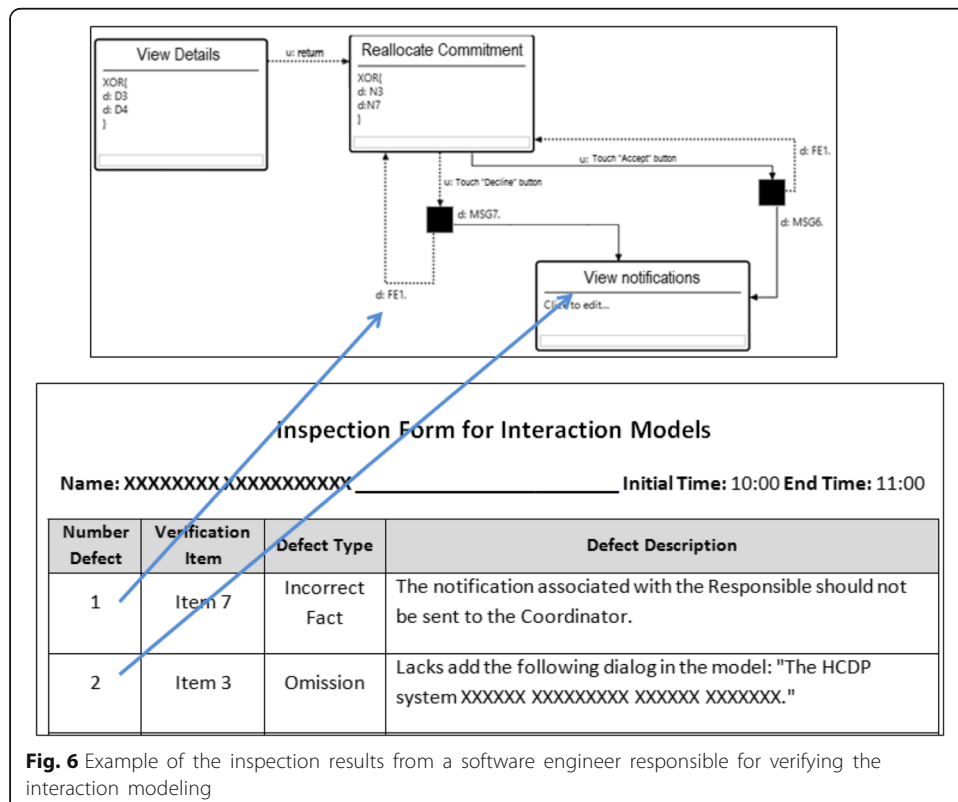 View Details
XOR{
d: D3
d: D4
}
u: return
Reallocate Commitment
XOR{
d: N3
d:N7
}
u: Touch "Accept" button
d: FE1.
u: Touch "Decline" button
d: MSG7.
d: MSG6.
d: FE1.
View notifications
Click to edit...
Inspection Form for Interaction Models
Name: XXXXXXXX XXXXXXXXXXX Initial Time: 10:00 End Time: 11:00
Number Defect
Verification Item
Defect Type
Defect Description
1
Item 7
Incorrect
Fact
The notification associated with the Responsible should not
be sent to the Coordinator.
2
Item 3
Omission
Lacks add the following dialog in the model: "The HCDP
system XXXXXX XXXXXXXXX XXXXXX XXXXXXX."
Fig. 6 Example of the inspection results from a software engineer responsible for verifying the
interaction modeling